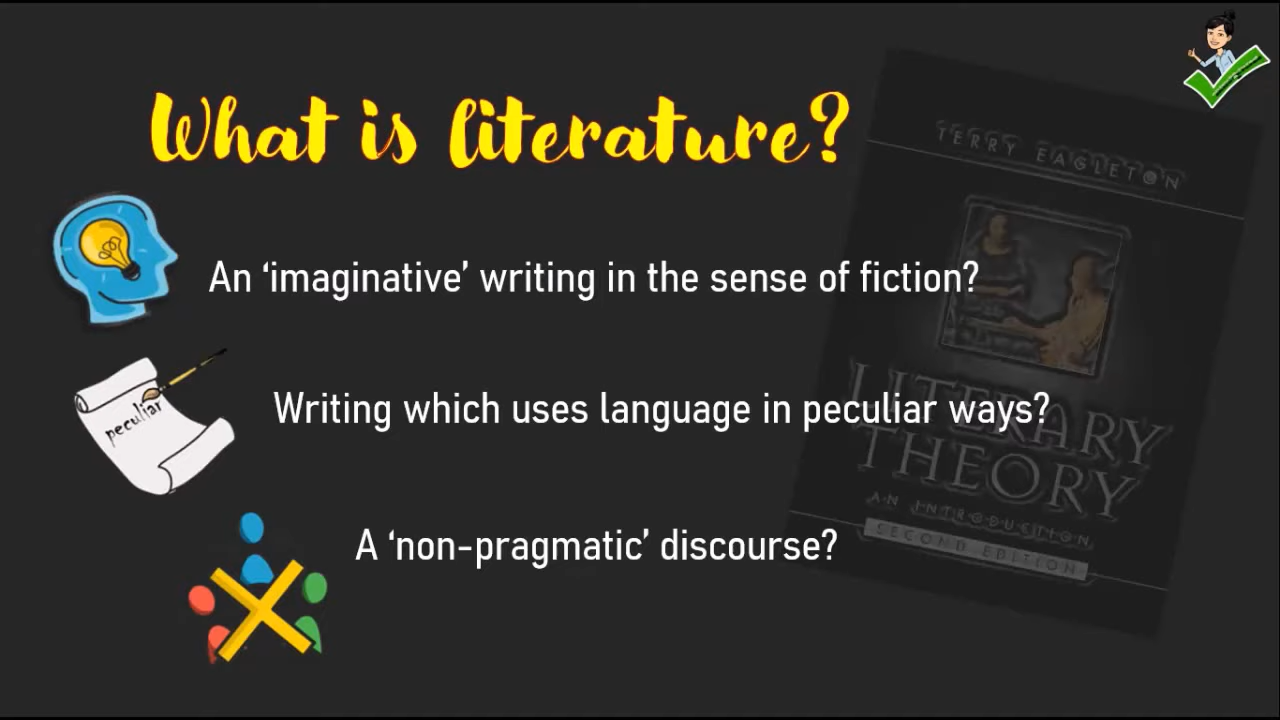 What is literature?
TERRY EAGLETON
An ‘imaginative’ writing in the sense of fiction?
peculiar
Writing which uses language in peculiar ways?
LITERARY
THEORY
AN INTRODUCTION
SECOND EDITION
A ‘non-pragmatic’ discourse?